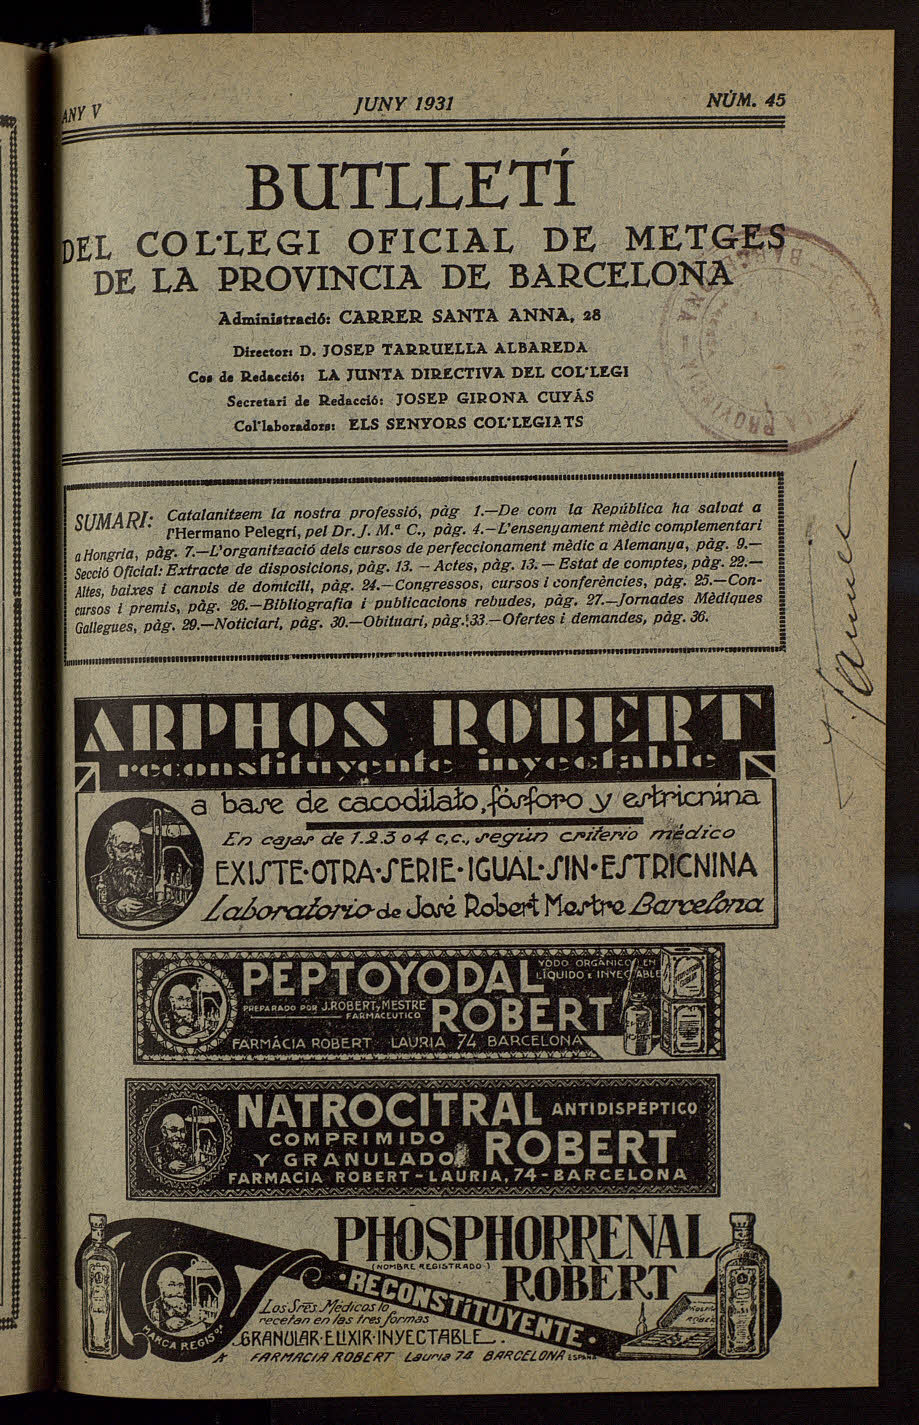 ANY V
JUNY 1931
NÚM. 45
BUTLLETÍ
DEL COL·LEGI OFICIAL DE METGES
DE LA PROVINCIA DE BARCELONA
Administració: CARRER SANTA ANNA, 28
Director: D. JOSEP TARRUELLA ALBAREDA
Cos de Redacció: LA JUNTA DIRECTIVA DEL COL·LEGI
Secretari de Redacció: JOSEP GIRONA CUYÁS
Col·laboradors: ELS SENYORS COL·LEGIATS
SUMARI: Catalanitzem la nostra professió, pàg 1.—De com la República ha salvat a
l'Hermano Pelegrí, pel Dr. J. M.ª C., pàg. 4.—L'ensenyament mèdic complementari
a Hongria, pàg. 7.—L'organització dels cursos de perfeccionament mèdic a Alemanya, pàg. 9.—
Secció Oficial: Extracte de disposicions, pàg. 13. — Actes, pàg. 13. — Estat de comptes, pàg. 22.—
Altes, baixes i canvis de domicili, pàg. 24.—Congressos, cursos i conferències, pàg. 25.—Con-
cursos i premis, pàg. 26.—Bibliografia i publicacions rebudes, pàg. 27.—Jornades Mèdiques
Gallegues, pàg. 29.—Noticiari, pàg. 30.—Obituari, pàg. 33.—Ofertes i demandes, pàg. 36.
ARPHOS ROBERT
reconstituyente inyectable
a base de cacodilato, fósforo y estricnina
En cajas de 1.2.3 o 4 c.c., según criterio médico
EXISTE·OTRA·SERIE·IGUAL·SIN·ESTRICNINA
Laboratorio de José Robert Mestre Barcelona
PEPTOYODAL
YODO ORGÁNICO EN
LÍQUIDO E INYECTABLE
PREPARADO POR J. ROBERT Y MESTRE
FARMACEUTICO
ROBERT
FARMÀCIA ROBERT LAURIA 74 BARCELONA
NATROCITRAL
ANTIDISPÉPTICO
COMPRIMIDO
Y GRANULADO
ROBERT
FARMACIA ROBERT-LAURIA, 74-BARCELONA
PHOSPHORRENAL
(NOMBRE REGISTRADO)
ROBERT
·RECONSTITUYENTE·
Los Sres. Médicos lo
recetan en las tres formas
GRANULAR·ELIXIR·INYECTABLE
MARCA REGIS.
FARMACIA ROBERT Lauria 74 BARCELONA ESPAÑA